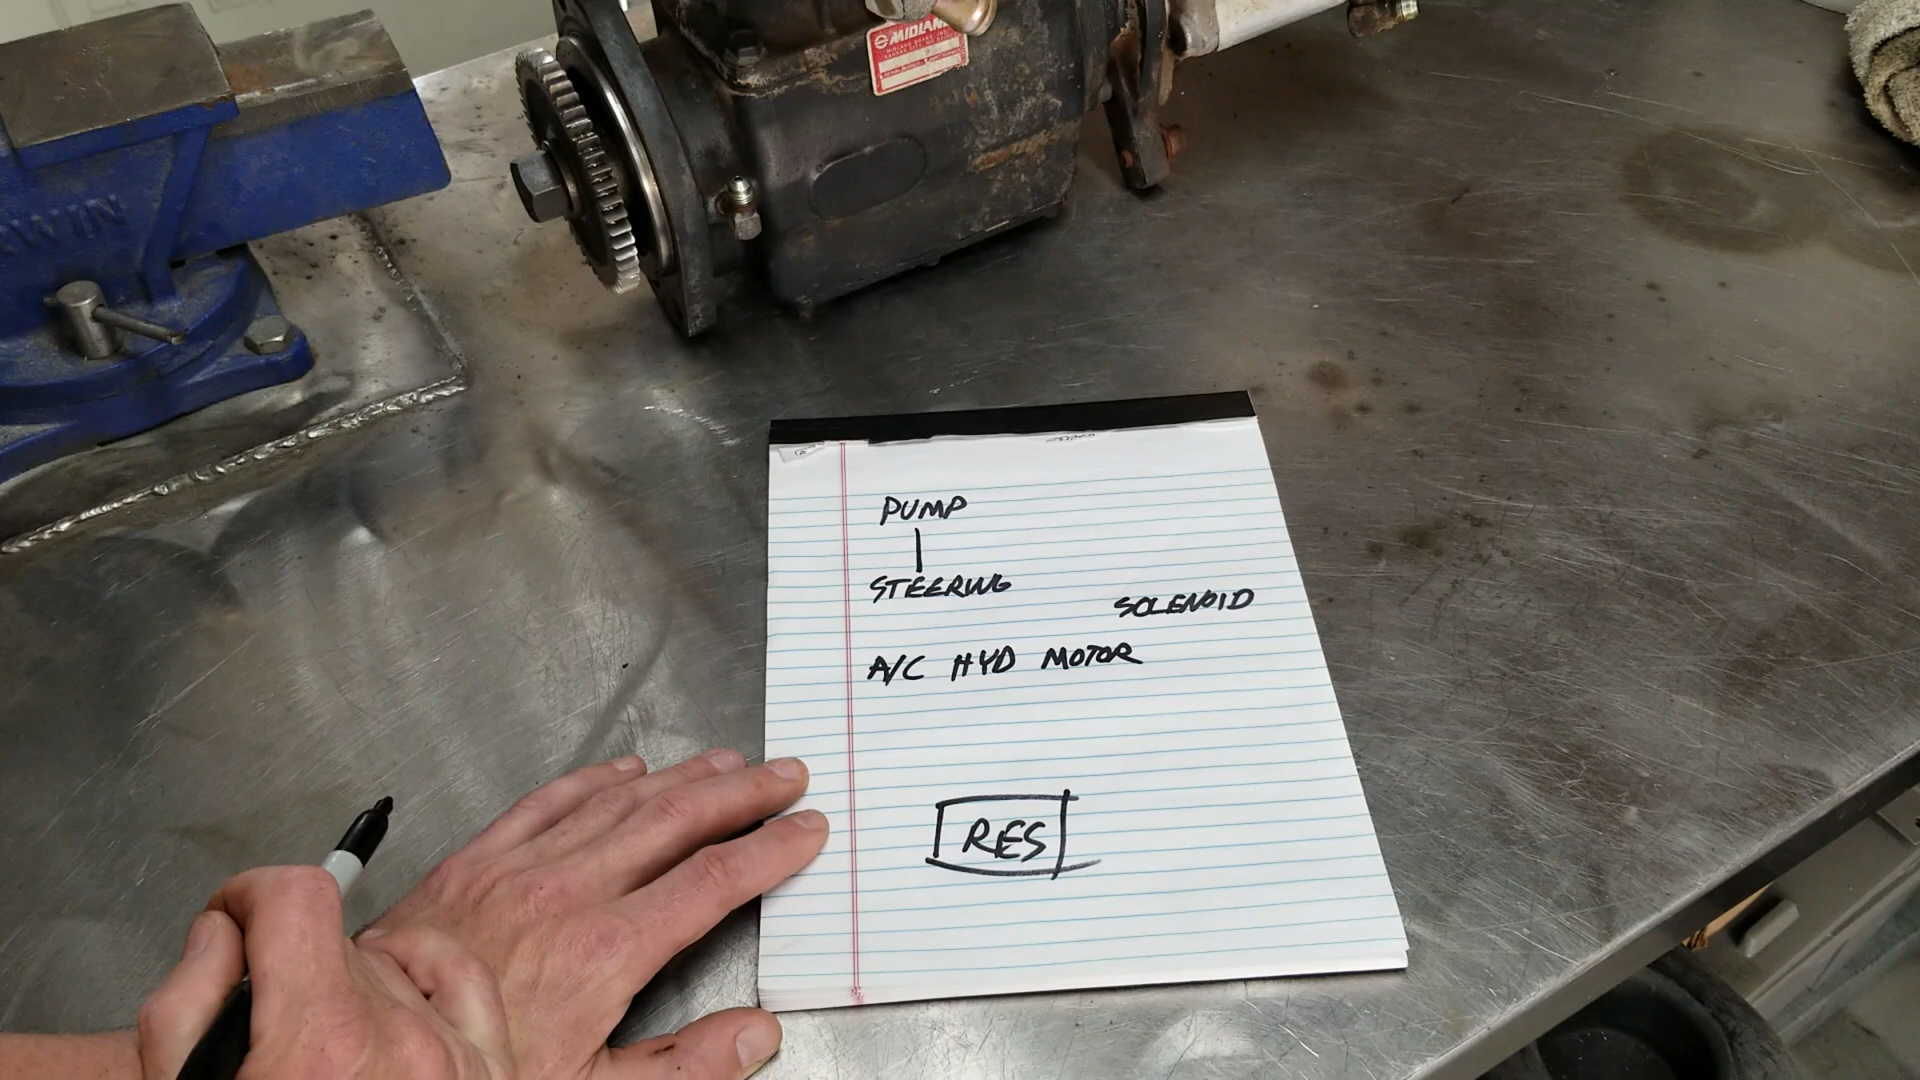 MIDLAND
PUMP
STEERING
SOLENOID
A/C HYD MOTOR
RES